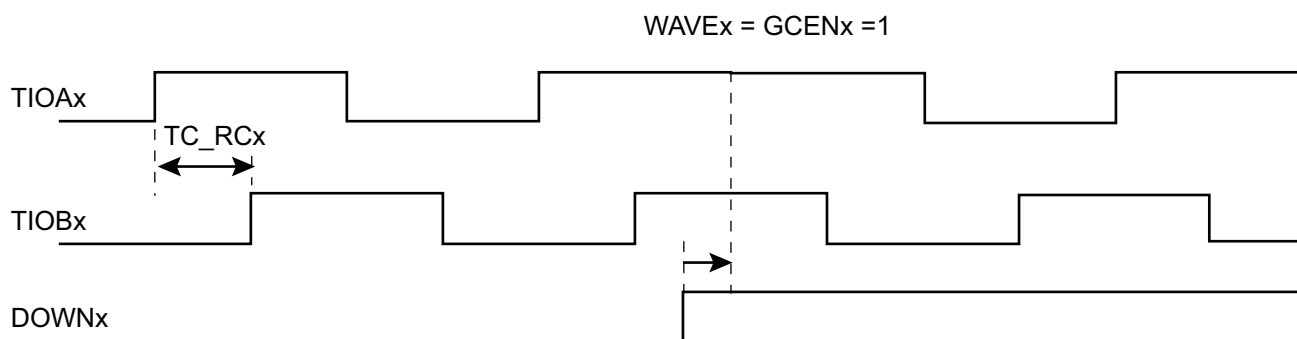 WAVEx = GCENx =1
TIOAx
TC_RCx
TIOBx
DOWNx